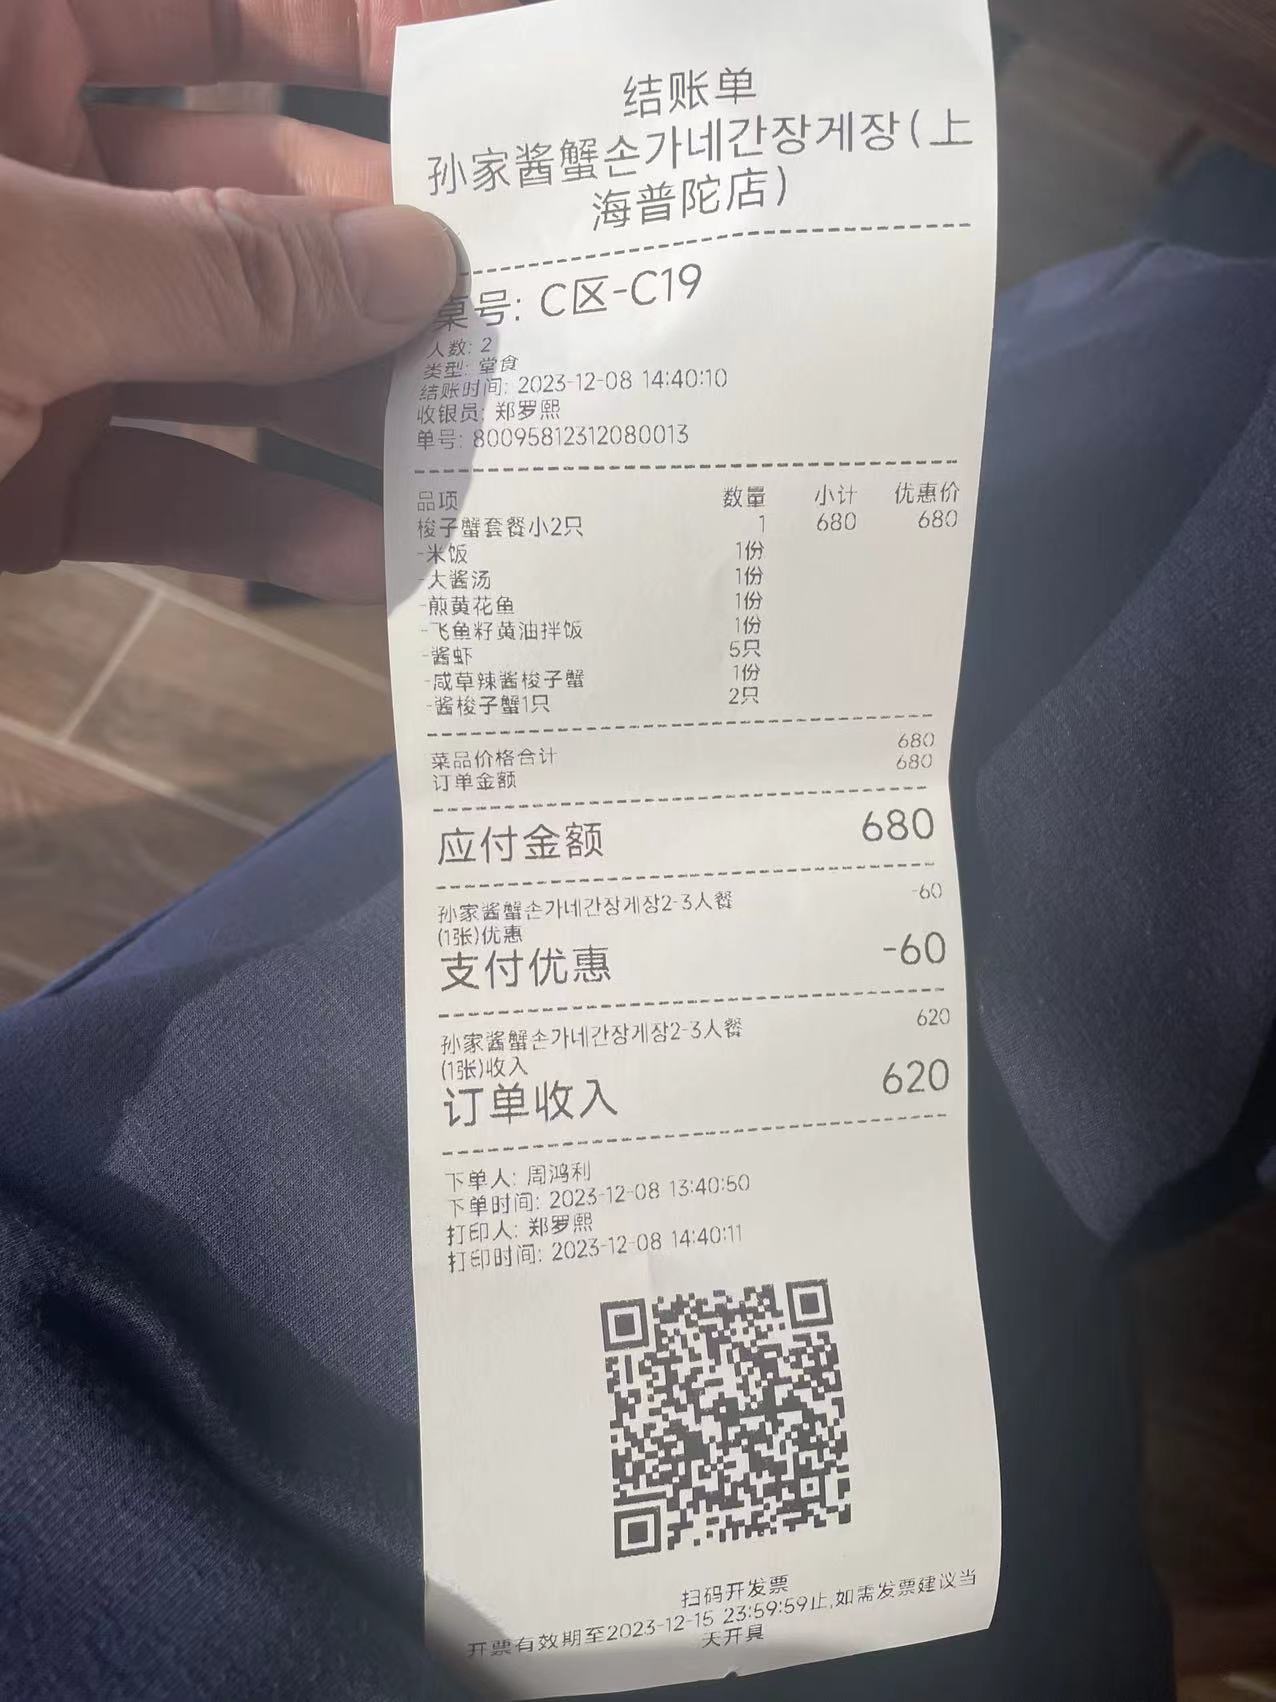 结账单
孙家酱蟹손가네간장게장(上
海普陀店)
桌号: C区-C19
人数: 2
类型: 堂食
结账时间: 2023-12-08 14:40:10
收银员: 郑罗熙
单号: 80095812312080013
品项 数量 小计 优惠价
梭子蟹套餐小2只 1 680 680
-米饭 1份
-大酱汤 1份
-煎黄花鱼 1份
-飞鱼籽黄油拌饭 1份
-酱虾 5只
-咸草辣酱梭子蟹 1份
-酱梭子蟹1只 2只
菜品价格合计 680
订单金额 680
应付金额 680
孙家酱蟹손가네간장게장2-3人餐 -60
(1张)优惠
支付优惠 -60
孙家酱蟹손가네간장게장2-3人餐 620
(1张)收入
订单收入 620
下单人: 周鸿利
下单时间: 2023-12-08 13:40:50
打印人: 郑罗熙
打印时间: 2023-12-08 14:40:11
扫码开发票
开票有效期至2023-12-15 23:59:59止,如需发票建议当
天开具